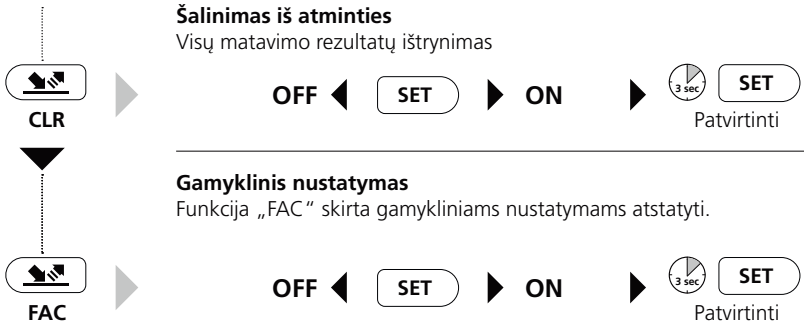 Šalinimas iš atminties
Visų matavimo rezultatų ištrynimas
OFF SET ON 3 sec SET
CLR Patvirtinti
Gamyklinis nustatymas
Funkcija „FAC“ skirta gamykliniams nustatymams atstatyti.
OFF SET ON 3 sec SET
FAC Patvirtinti